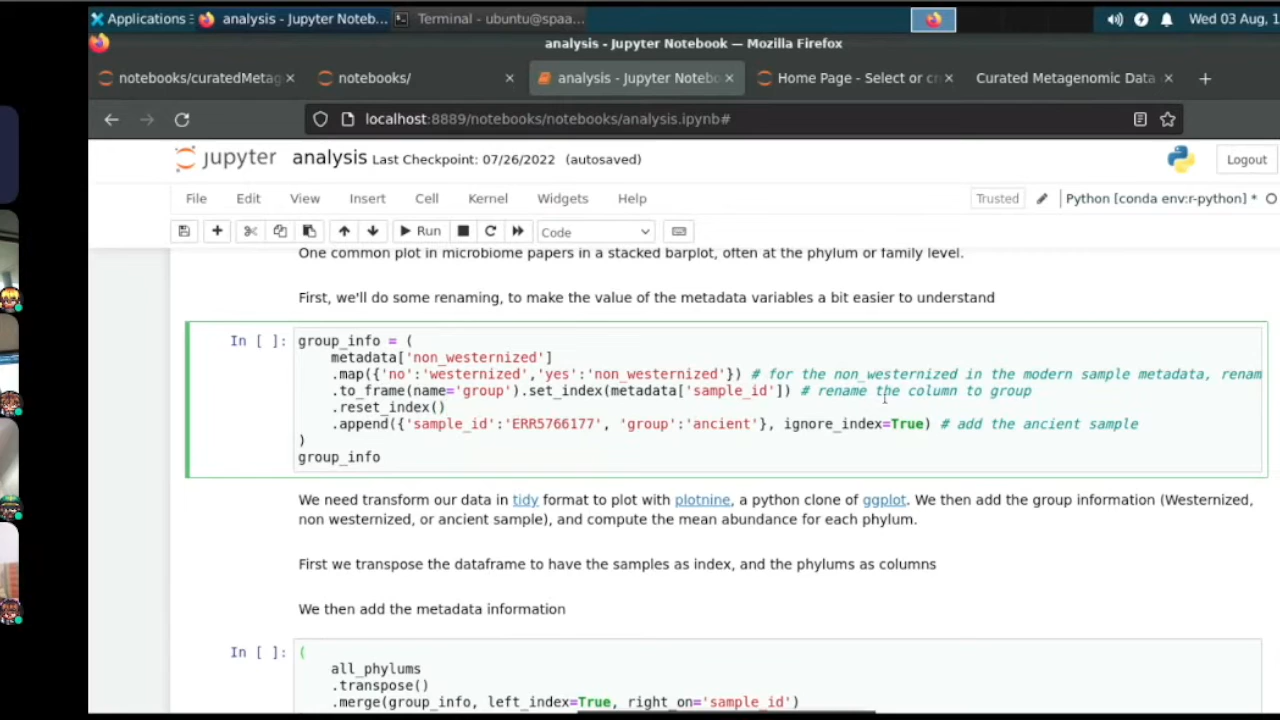 Applications
analysis - Jupyter Noteb...
Terminal - ubuntu@spaa...
Wed 03 Aug, 1
analysis - Jupyter Notebook — Mozilla Firefox
notebooks/curatedMetag
notebooks/
analysis - Jupyter Notebo
Home Page - Select or cr
Curated Metagenomic Data
localhost:8889/notebooks/notebooks/analysis.ipynb#
jupyter analysis Last Checkpoint: 07/26/2022 (autosaved)
Logout
File Edit View Insert Cell Kernel Widgets Help
Trusted
Python [conda env:r-python] *
Run
Code
One common plot in microbiome papers in a stacked barplot, often at the phylum or family level.
First, we'll do some renaming, to make the value of the metadata variables a bit easier to understand
In [ ]:
group_info = (
metadata['non_westernized']
.map({'no':'westernized','yes':'non_westernized'}) # for the non_westernized in the modern sample metadata, renam
.to_frame(name='group').set_index(metadata['sample_id']) # rename the column to group
.reset_index()
.append({'sample_id':'ERR5766177', 'group':'ancient'}, ignore_index=True) # add the ancient sample
)
group_info
We need transform our data in tidy format to plot with plotnine, a python clone of ggplot. We then add the group information (Westernized,
non westernized, or ancient sample), and compute the mean abundance for each phylum.
First we transpose the dataframe to have the samples as index, and the phylums as columns
We then add the metadata information
In [ ]:
(
all_phylums
.transpose()
.merge(group_info, left_index=True, right_on='sample_id')